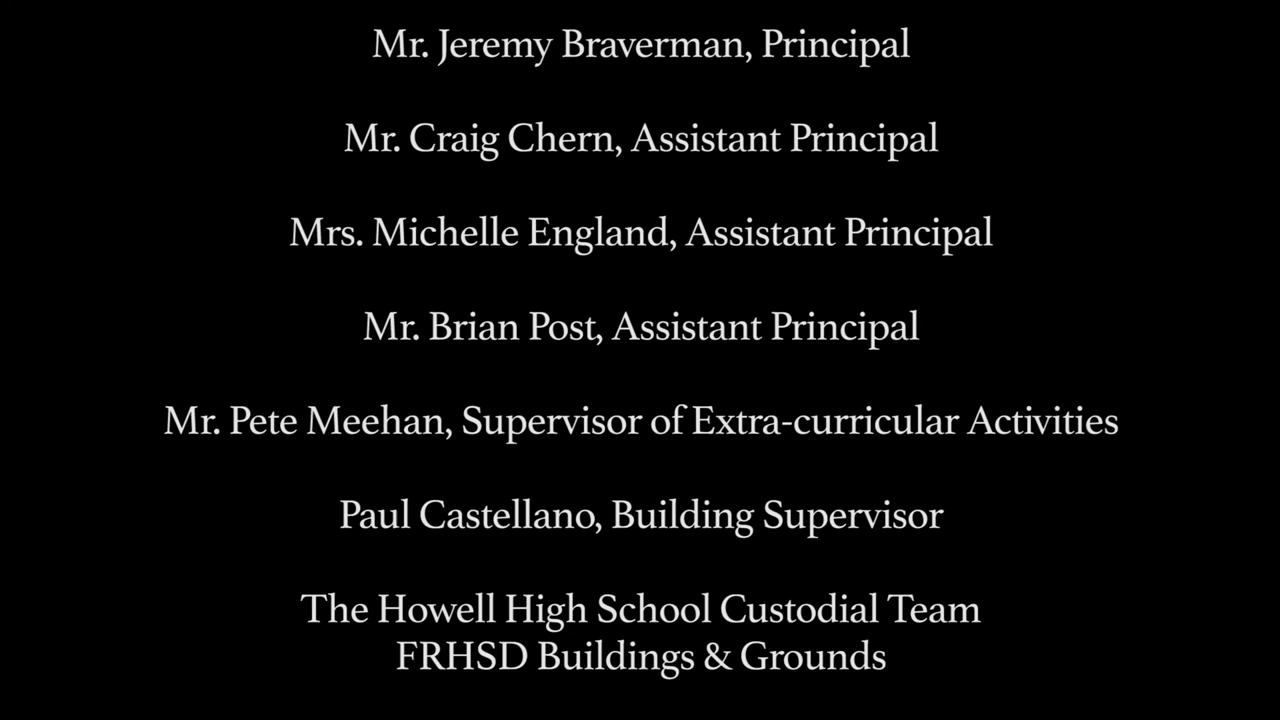 Mr. Jeremy Braverman, Principal
Mr. Craig Chern, Assistant Principal
Mrs. Michelle England, Assistant Principal
Mr. Brian Post, Assistant Principal
Mr. Pete Meehan, Supervisor of Extra-curricular Activities
Paul Castellano, Building Supervisor
The Howell High School Custodial Team
FRHSD Buildings & Grounds